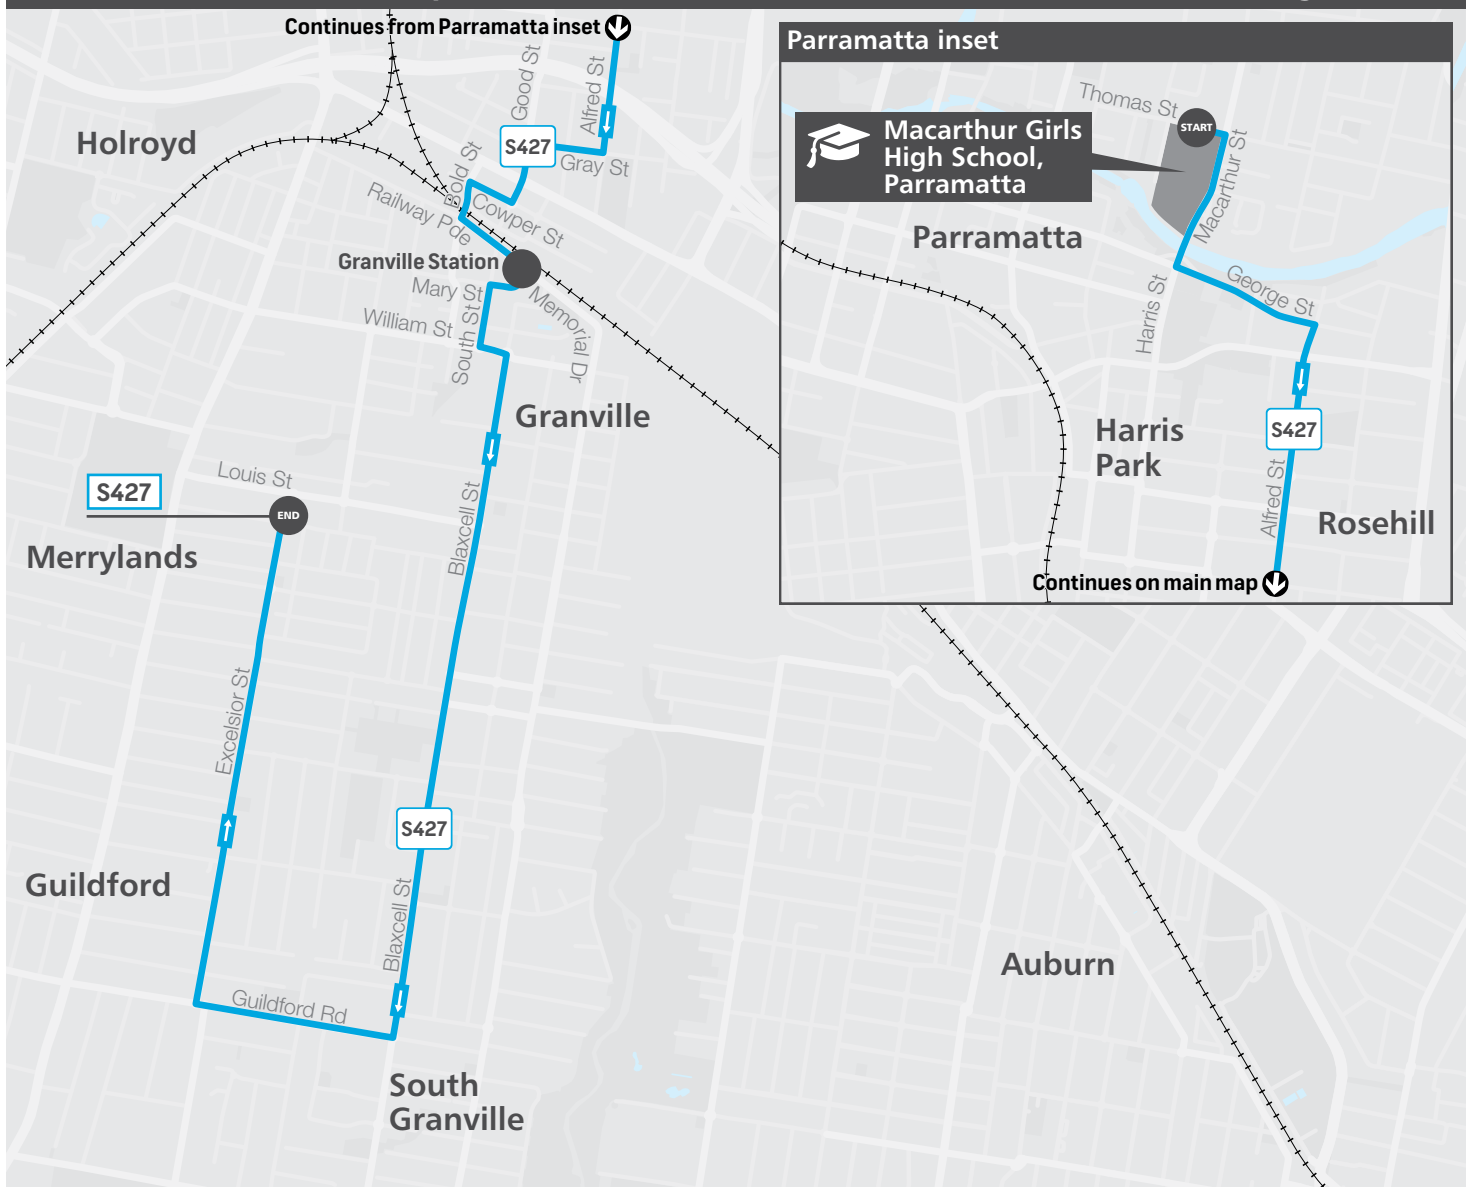 Continues from Parramatta inset
Parramatta inset
Good St
Alfred St
Thomas St
START
Macarthur St
Macarthur Girls
High School,
Parramatta
Holroyd
S427
Gray St
Bold St
Cowper St
Railway Pde
Granville Station
Parramatta
Harris St
George St
Mary St
Memorial Dr
William St
South St
Granville
Harris
Park
S427
Alfred St
Rosehill
Continues on main map
Louis St
S427
END
Merrylands
Blaxcell St
Excelsior St
S427
Guildford
Blaxcell St
Auburn
Guildford Rd
South
Granville